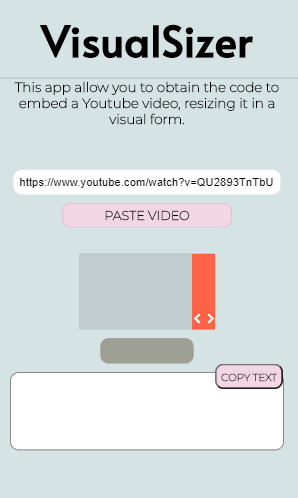 VisualSizer
This app allow you to obtain the code to
embed a Youtube video, resizing it in a
visual form.
https://www.youtube.com/watch?v=QU2893TnTbU
PASTE VIDEO
< >
COPY TEXT